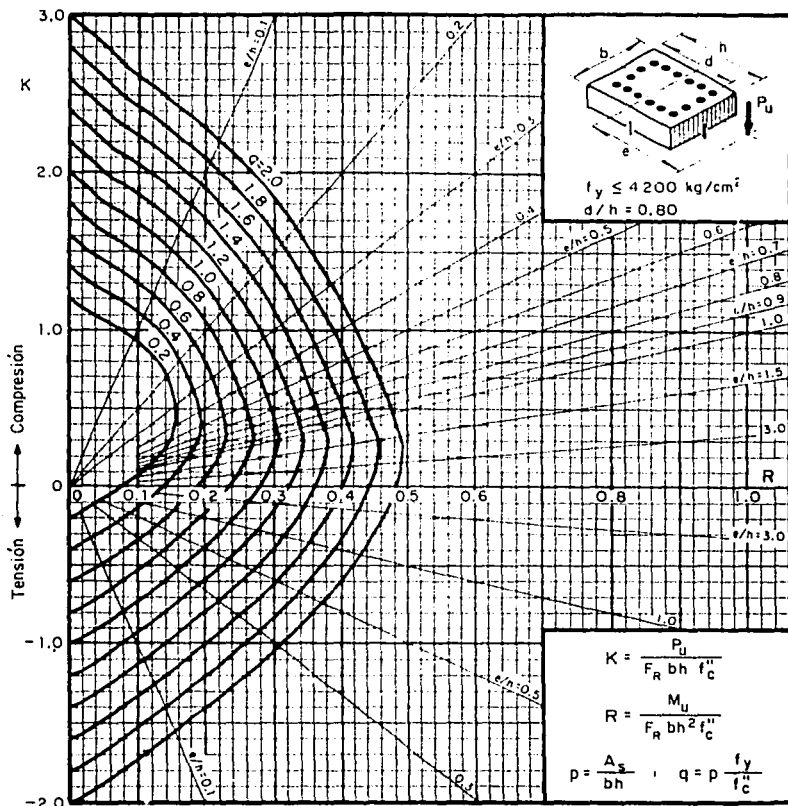 3.0
K
2.0
1.0
0
-1.0
-2.0
Compresión
Tensión
0
0.1
0.2
0.3
0.4
0.5
0.6
0.8
1.0
R
e/h=0.1
0.2
e/h=0.3
0.4
e/h=0.5
0.6
e/h=0.7
0.8
e/h=0.9
1.0
e/h=1.5
3.0
e/h=3.0
1.0
e/h=0.5
0.3
e/h=0.1
q=2.0
1.8
1.6
1.4
1.2
1.0
0.8
0.6
0.4
0.2
b
h
d
e
Pu
fy ≤ 4200 kg/cm²
d/h = 0.80
K = Pu / FR bh f''c
R = Mu / FR bh² f''c
p = As / bh , q = p fy / f''c